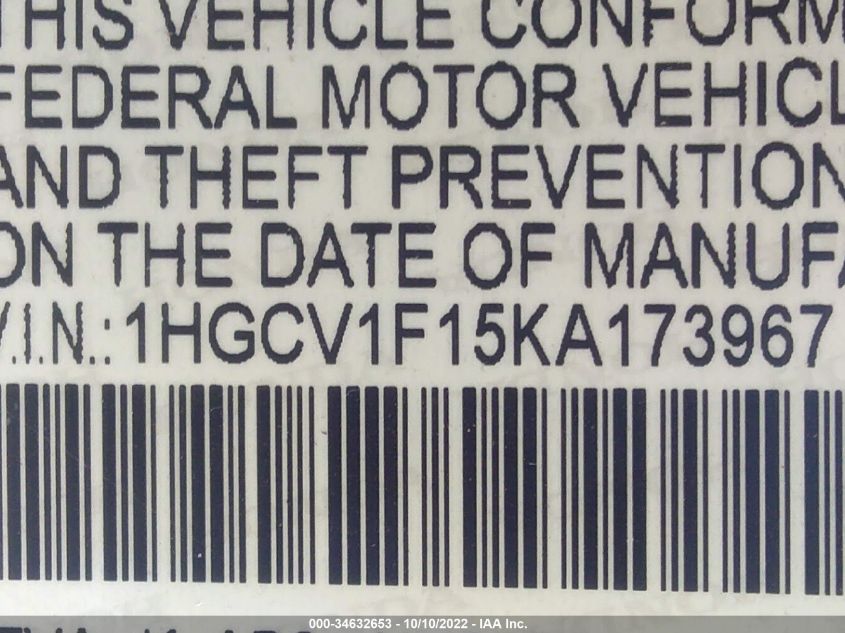 THIS VEHICLE CONFORM
FEDERAL MOTOR VEHICL
AND THEFT PREVENTION
ON THE DATE OF MANUFA
V.I.N.: 1HGCV1F15KA173967
000-34632653 - 10/10/2022 - IAA Inc.